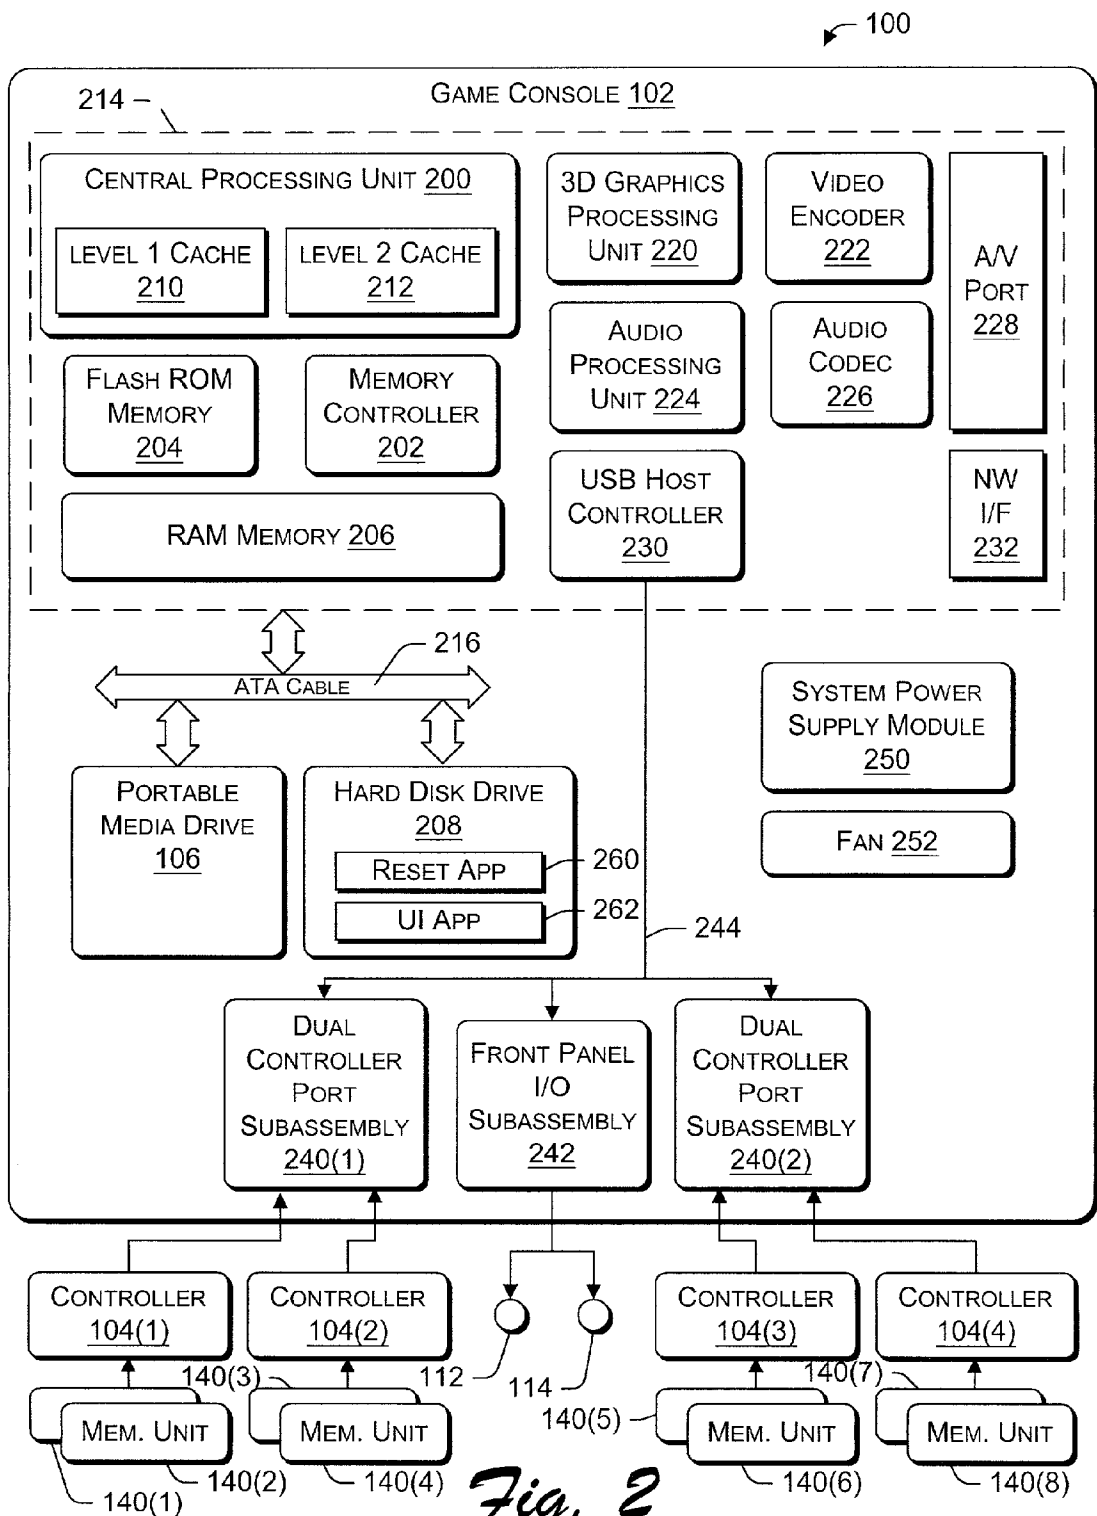 100
GAME CONSOLE 102
214
CENTRAL PROCESSING UNIT 200
LEVEL 1 CACHE
210
LEVEL 2 CACHE
212
3D GRAPHICS
PROCESSING
UNIT 220
VIDEO
ENCODER
222
A/V
PORT
228
AUDIO
PROCESSING
UNIT 224
AUDIO
CODEC
226
FLASH ROM
MEMORY
204
MEMORY
CONTROLLER
202
USB HOST
CONTROLLER
230
NW
I/F
232
RAM MEMORY 206
216
ATA CABLE
SYSTEM POWER
SUPPLY MODULE
250
PORTABLE
MEDIA DRIVE
106
HARD DISK DRIVE
208
RESET APP
260
UI APP
262
FAN 252
244
DUAL
CONTROLLER
PORT
SUBASSEMBLY
240(1)
FRONT PANEL
I/O
SUBASSEMBLY
242
DUAL
CONTROLLER
PORT
SUBASSEMBLY
240(2)
CONTROLLER
104(1)
CONTROLLER
104(2)
CONTROLLER
104(3)
CONTROLLER
104(4)
112
114
140(3)
140(7)
140(5)
MEM. UNIT
MEM. UNIT
MEM. UNIT
MEM. UNIT
140(1)
140(2)
140(4)
140(6)
140(8)
Fig. 2